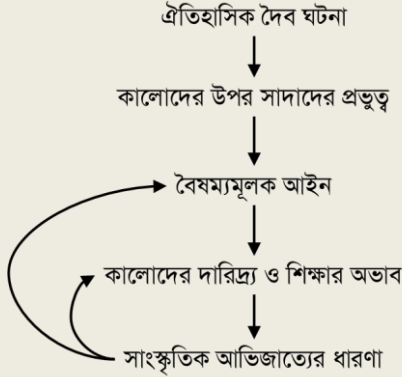 ঐতিহাসিক দৈব ঘটনা
কালোদের উপর সাদাদের প্রভুত্ব
বৈষম্যমূলক আইন
কালোদের দারিদ্র্য ও শিক্ষার অভাব
সাংস্কৃতিক আভিজাত্যের ধারণা